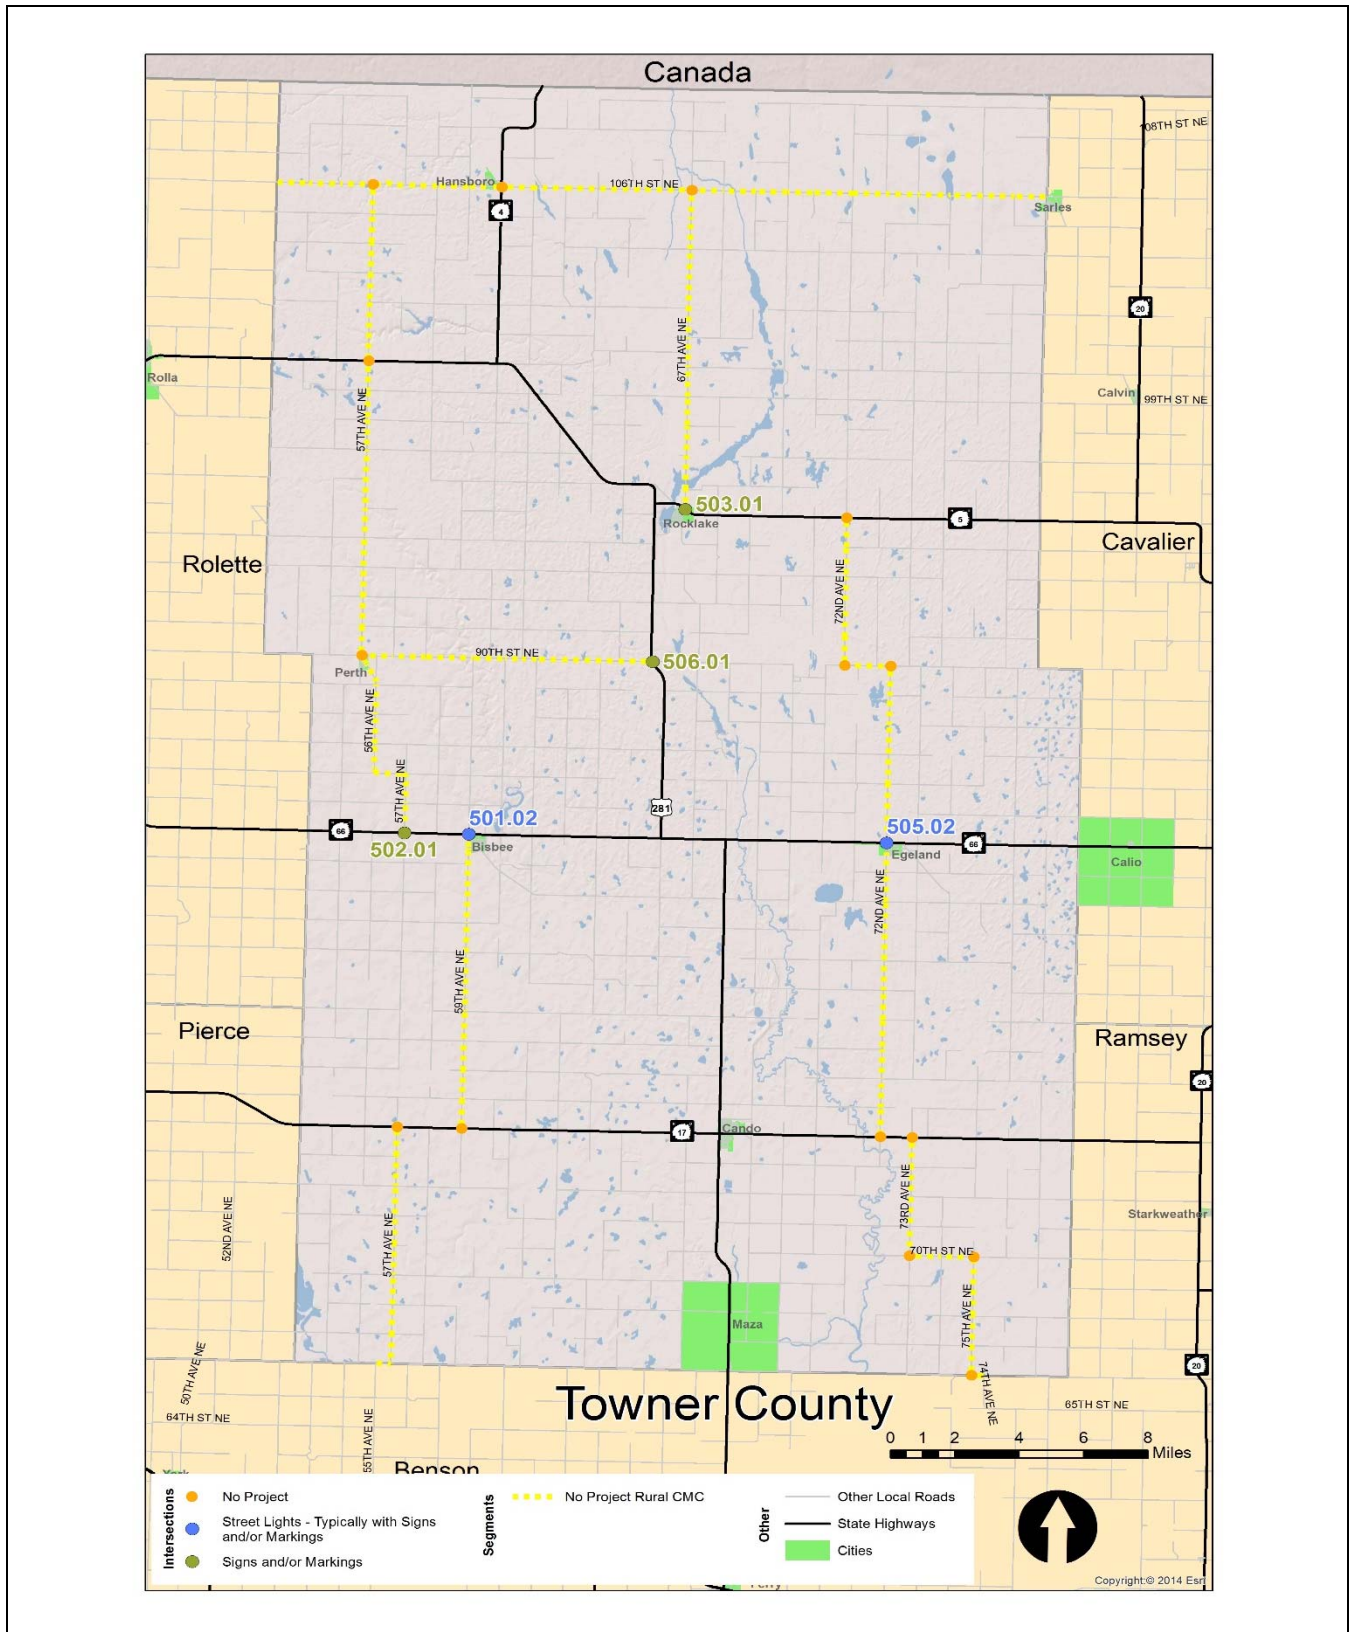 Canada
108TH ST NE
Hansboro
106TH ST NE
Sarles
4
20
67TH AVE NE
Rolla
Calvin
99TH ST NE
57TH AVE NE
503.01
Rocklake
5
Cavalier
Rolette
72ND AVE NE
90TH ST NE
506.01
Perth
56TH AVE NE
57TH AVE NE
281
501.02
505.02
66
502.01
Bisbee
Egeland
66
Calio
72ND AVE NE
59TH AVE NE
Pierce
Ramsey
20
Cando
17
73RD AVE NE
52ND AVE NE
Starkweather
57TH AVE NE
70TH ST NE
75TH AVE NE
Maza
50TH AVE NE
74TH AVE NE
20
Towner County
64TH ST NE
65TH ST NE
55TH AVE NE
0 1 2 4 6 8
Miles
Benson
York
Intersections
No Project
Street Lights - Typically with Signs
and/or Markings
Signs and/or Markings
Segments
No Project Rural CMC
Other
Other Local Roads
State Highways
Cities
Copyright:© 2014 Esri